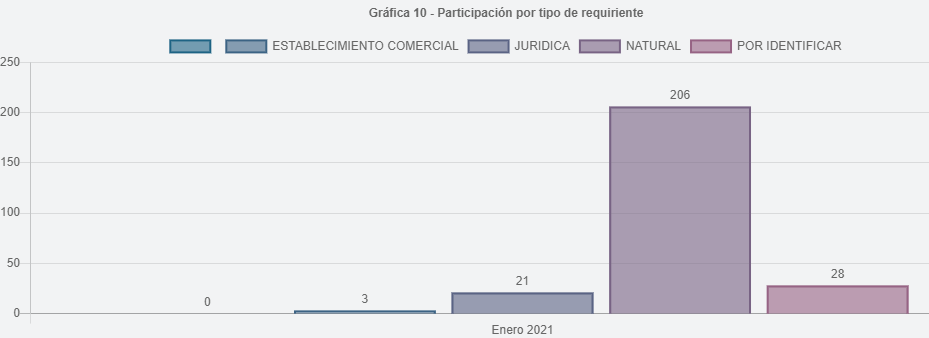 Gráfica 10 - Participación por tipo de requiriente
ESTABLECIMIENTO COMERCIAL JURIDICA NATURAL POR IDENTIFICAR
250
200
150
100
50
0
0 3 21 206 28
Enero 2021